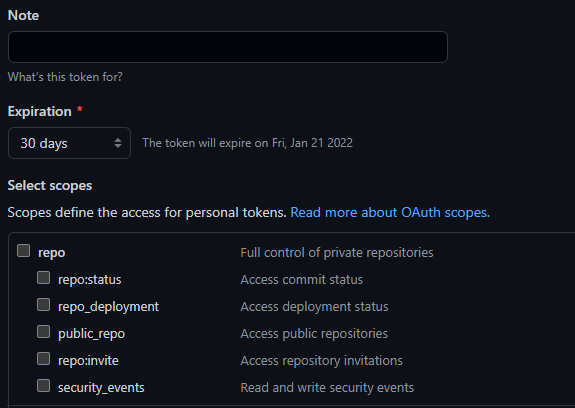 Note
What's this token for?
Expiration *
30 days The token will expire on Fri, Jan 21 2022
Select scopes
Scopes define the access for personal tokens. Read more about OAuth scopes.
repo Full control of private repositories
repo:status Access commit status
repo_deployment Access deployment status
public_repo Access public repositories
repo:invite Access repository invitations
security_events Read and write security events